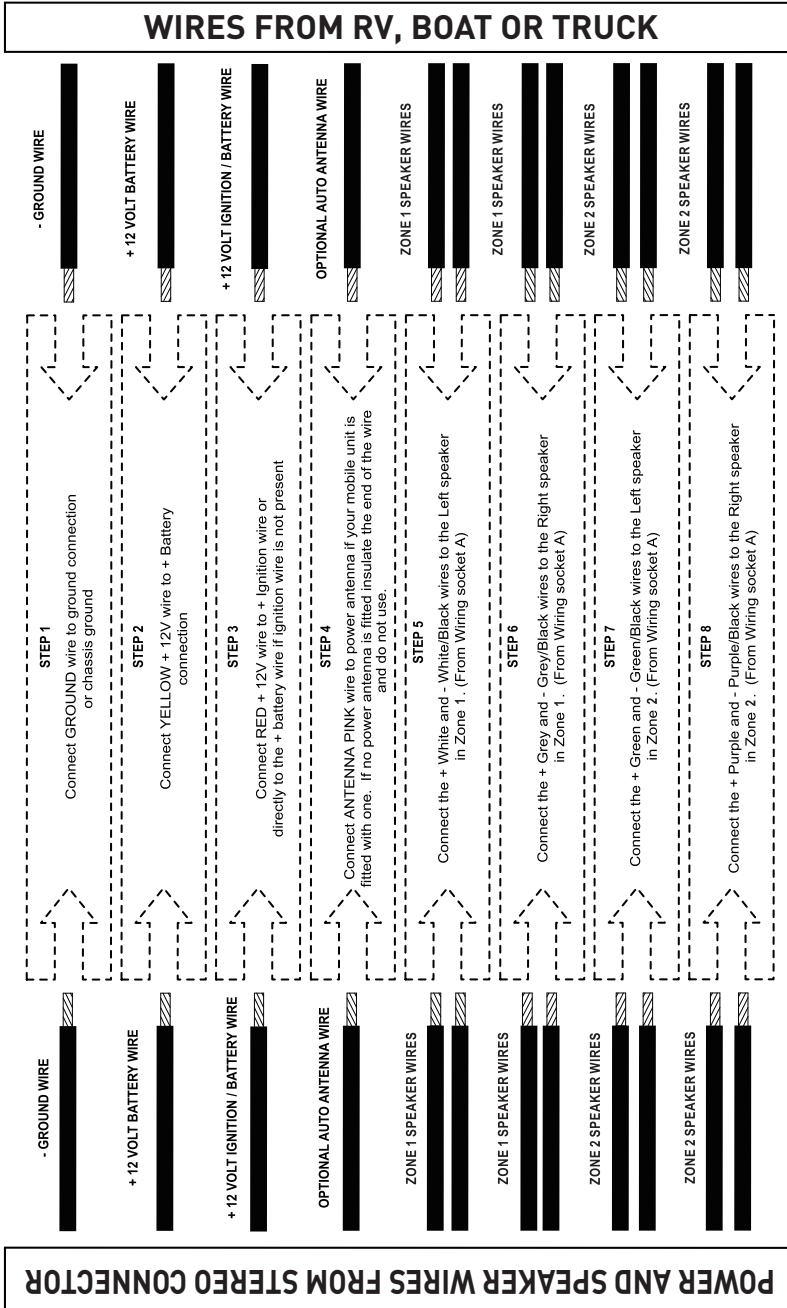 WIRES FROM RV, BOAT OR TRUCK
- GROUND WIRE
+ 12 VOLT BATTERY WIRE
+ 12 VOLT IGNITION / BATTERY WIRE
OPTIONAL AUTO ANTENNA WIRE
ZONE 1 SPEAKER WIRES
ZONE 1 SPEAKER WIRES
ZONE 2 SPEAKER WIRES
ZONE 2 SPEAKER WIRES
STEP 1
Connect GROUND wire to ground connection
or chassis ground
STEP 2
Connect YELLOW + 12V wire to + Battery
connection
STEP 3
Connect RED + 12V wire to + Ignition wire or
directly to the + battery wire if ignition wire is not present
STEP 4
Connect ANTENNA PINK wire to power antenna if your mobile unit is
fitted with one. If no power antenna is fitted insulate the end of the wire
and do not use.
STEP 5
Connect the + White and - White/Black wires to the Left speaker
in Zone 1. (From Wiring socket A)
STEP 6
Connect the + Grey and - Grey/Black wires to the Right speaker
in Zone 1. (From Wiring socket A)
STEP 7
Connect the + Green and - Green/Black wires to the Left speaker
in Zone 2. (From Wiring socket A)
STEP 8
Connect the + Purple and - Purple/Black wires to the Right speaker
in Zone 2. (From Wiring socket A)
- GROUND WIRE
+ 12 VOLT BATTERY WIRE
+ 12 VOLT IGNITION / BATTERY WIRE
OPTIONAL AUTO ANTENNA WIRE
ZONE 1 SPEAKER WIRES
ZONE 1 SPEAKER WIRES
ZONE 2 SPEAKER WIRES
ZONE 2 SPEAKER WIRES
POWER AND SPEAKER WIRES FROM STEREO CONNECTOR